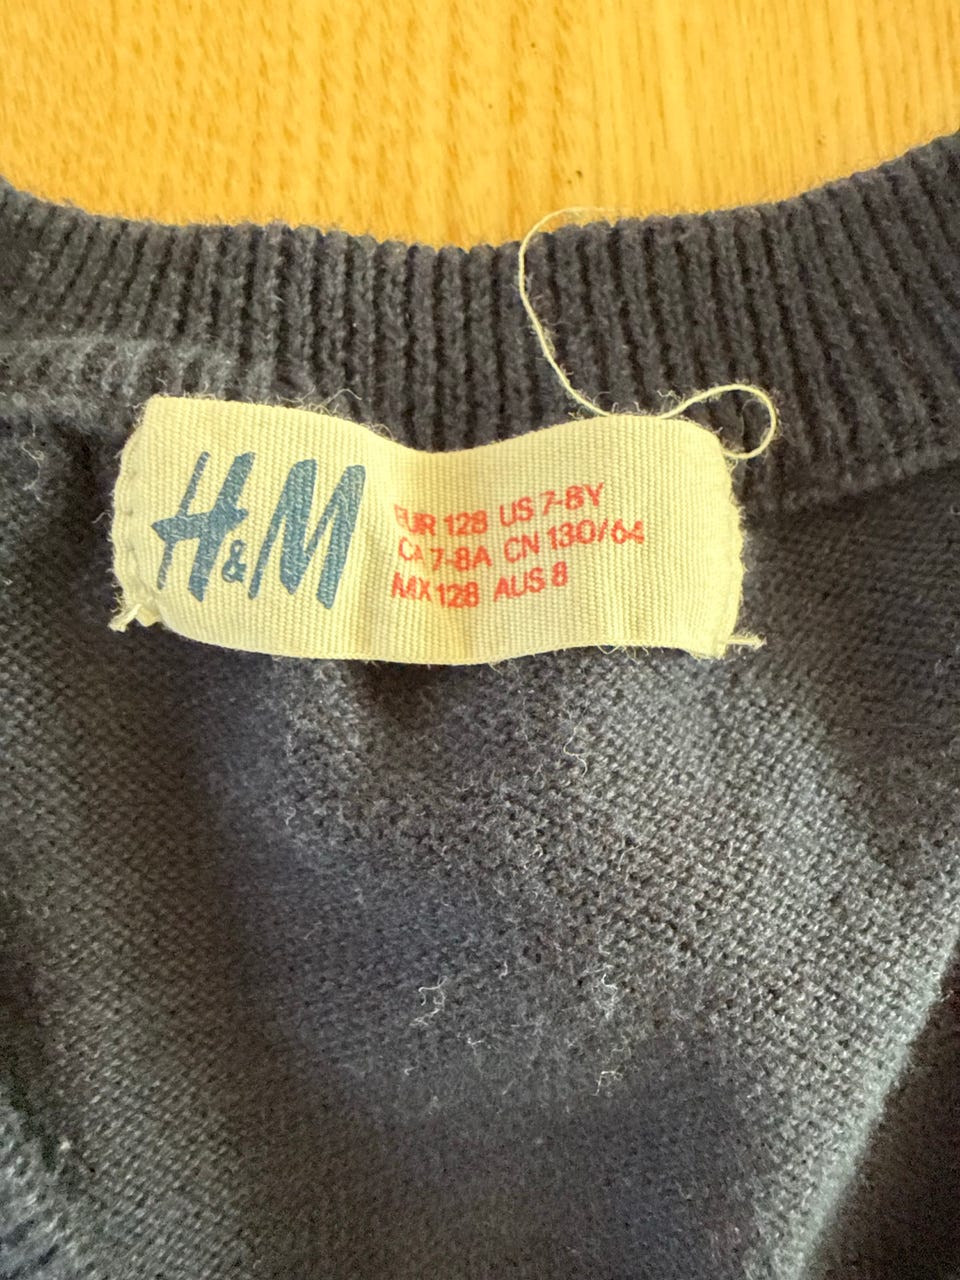 H&M
EUR 128 US 7-8Y
CA 7-8A CN 130/64
MX 128 AUS 8